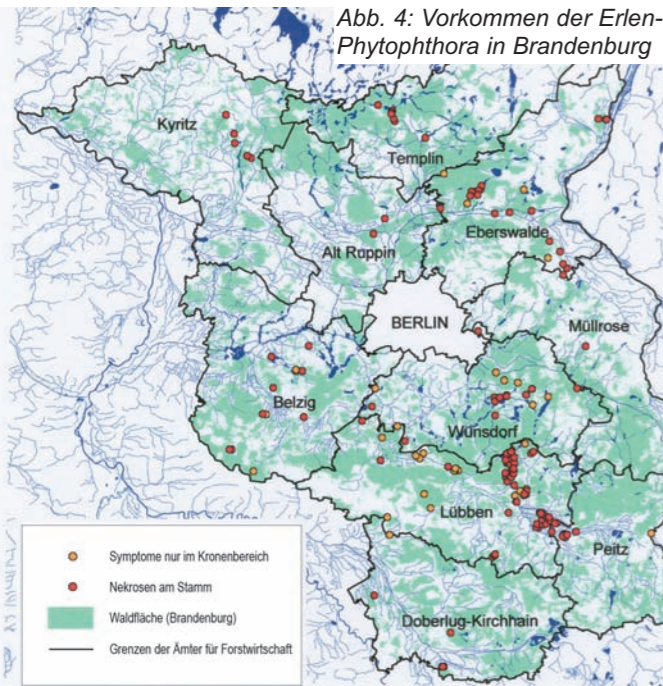 Abb. 4: Vorkommen der Erlen-
Phytophthora in Brandenburg
Kyritz
Templin
Alt Ruppin
Eberswalde
BERLIN
Müllrose
Belzig
Wünsdorf
Lübben
Peitz
Doberlug-Kirchhain
Symptome nur im Kronenbereich
Nekrosen am Stamm
Waldfläche (Brandenburg)
Grenzen der Ämter für Forstwirtschaft